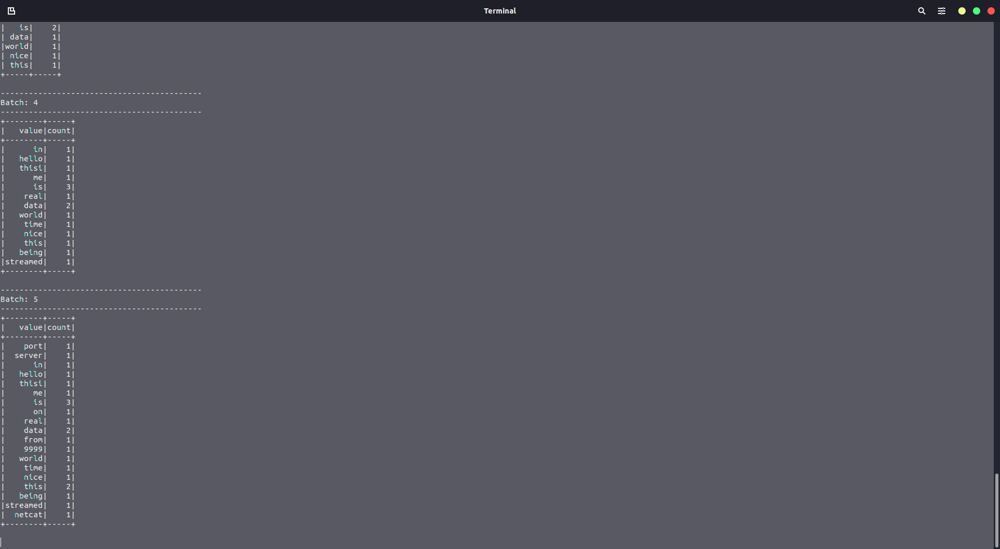 Terminal
|   is|    2|
| data|    1|
|world|    1|
| nice|    1|
| this|    1|
+-----+-----+
-------------------------------------------
Batch: 4
-------------------------------------------
+--------+-----+
|   value|count|
+--------+-----+
|      in|    1|
|   hello|    1|
|   thisi|    1|
|      me|    1|
|      is|    3|
|    real|    1|
|    data|    2|
|   world|    1|
|    time|    1|
|    nice|    1|
|    this|    1|
|   being|    1|
|streamed|    1|
+--------+-----+
-------------------------------------------
Batch: 5
-------------------------------------------
+--------+-----+
|   value|count|
+--------+-----+
|    port|    1|
|  server|    1|
|      in|    1|
|   hello|    1|
|   thisi|    1|
|      me|    1|
|      is|    3|
|      on|    1|
|    real|    1|
|    data|    2|
|    from|    1|
|    9999|    1|
|   world|    1|
|    time|    1|
|    nice|    1|
|    this|    2|
|   being|    1|
|streamed|    1|
|  netcat|    1|
+--------+-----+